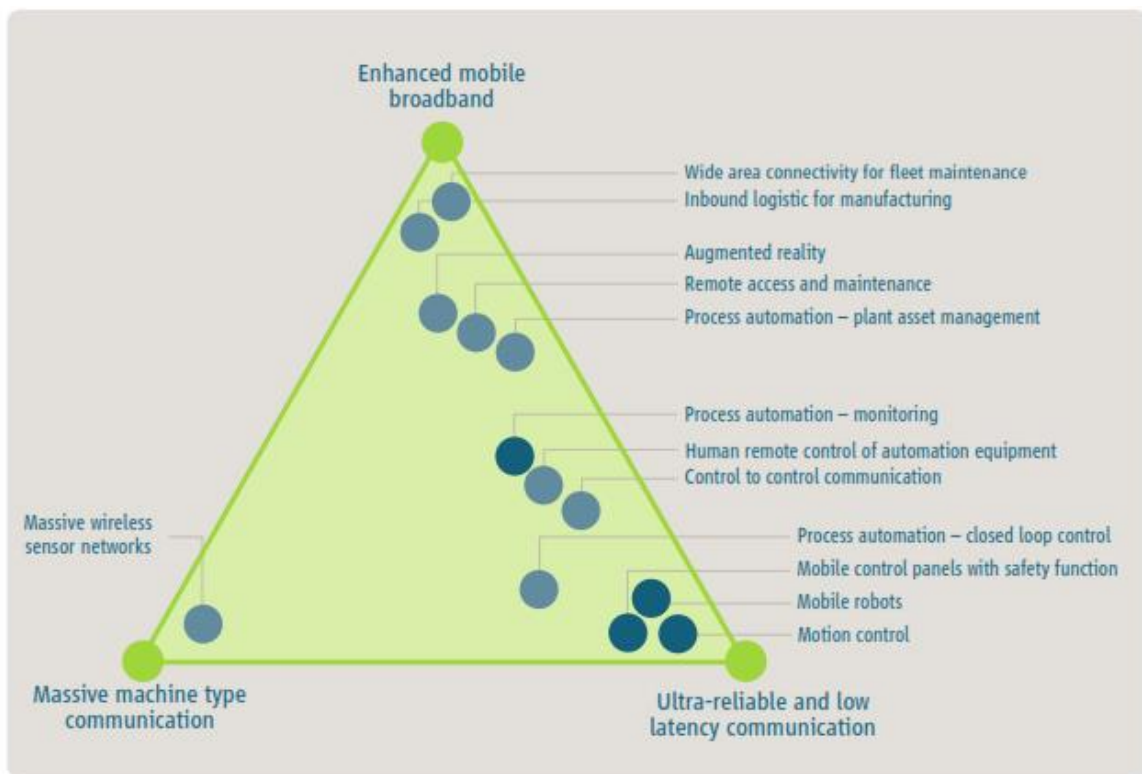 Enhanced mobile
broadband
Wide area connectivity for fleet maintenance
Inbound logistic for manufacturing
Augmented reality
Remote access and maintenance
Process automation – plant asset management
Process automation – monitoring
Human remote control of automation equipment
Control to control communication
Massive wireless
sensor networks
Process automation – closed loop control
Mobile control panels with safety function
Mobile robots
Motion control
Massive machine type
communication
Ultra-reliable and low
latency communication